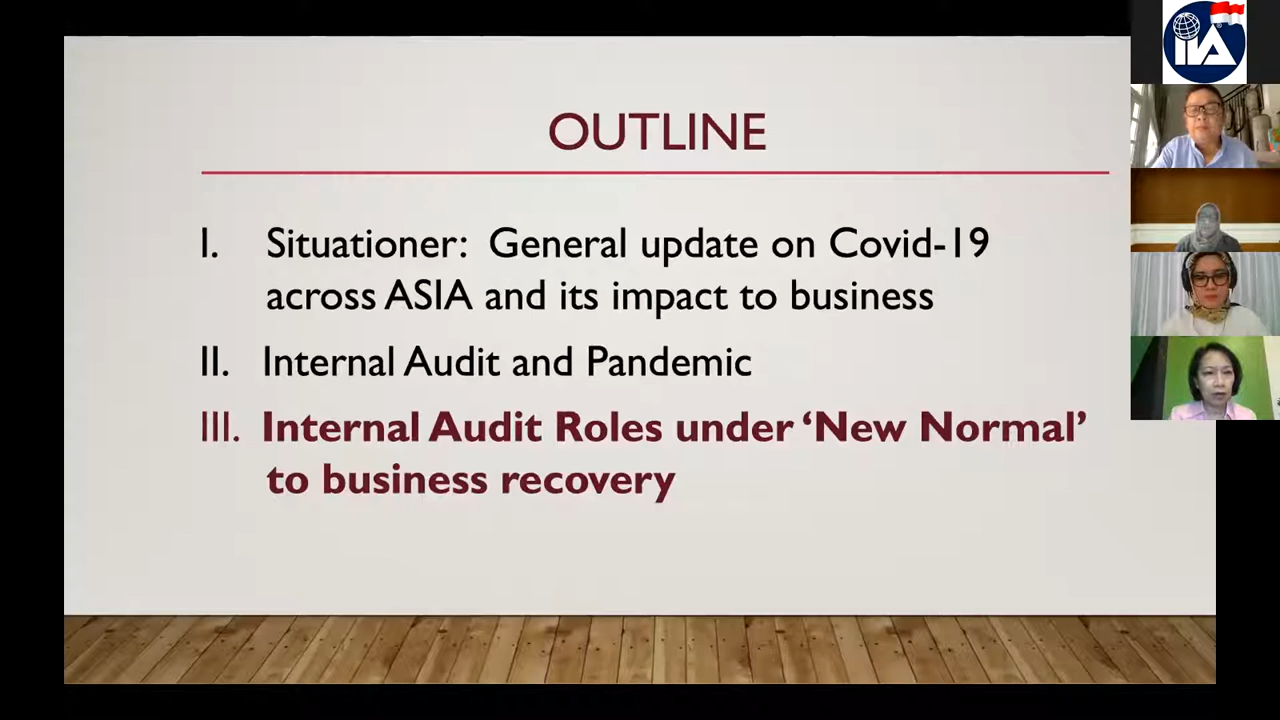 OUTLINE
I. Situationer: General update on Covid-19
across ASIA and its impact to business
II. Internal Audit and Pandemic
III. Internal Audit Roles under ‘New Normal’
to business recovery
IIA